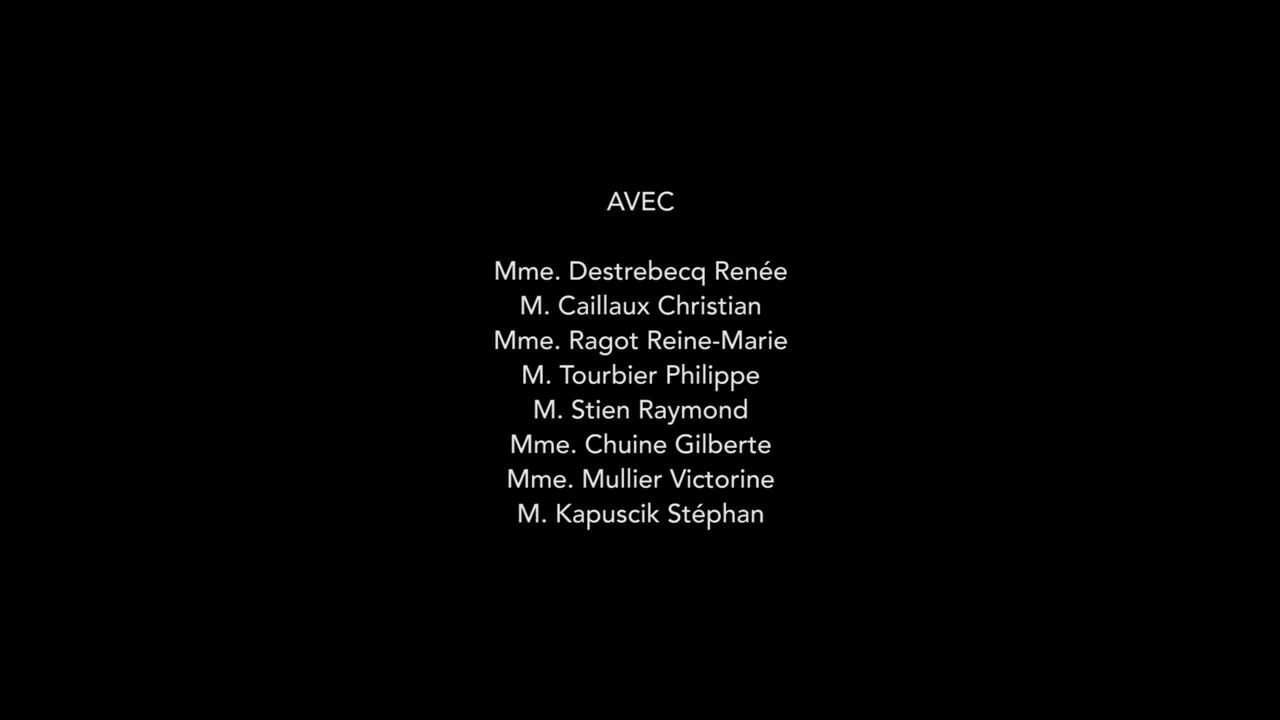 AVEC
Mme. Destrebecq Renée
M. Caillaux Christian
Mme. Ragot Reine-Marie
M. Tourbier Philippe
M. Stien Raymond
Mme. Chuine Gilberte
Mme. Mullier Victorine
M. Kapuscik Stéphan